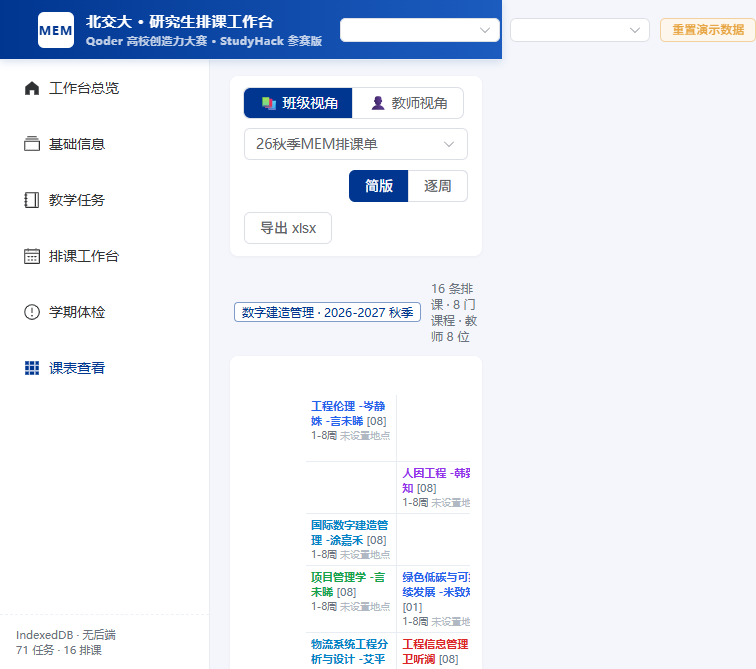 MEM
北交大 · 研究生排课工作台
Qoder 高校创造力大赛 · StudyHack 参赛版
重置演示数据
工作台总览
基础信息
教学任务
排课工作台
学期体检
课表查看
班级视角
教师视角
26秋季MEM排课单
简版
逐周
导出 xlsx
数字建造管理 · 2026-2027 秋季
16 条排
课 · 8 门
课程 · 教
师 8 位
工程伦理 -岑静
姝 -言未晞 [08]
1-8周 未设置地点
人因工程 -韩
知 [08]
1-8周 未设置地
国际数字建造管
理 -涂嘉禾 [08]
1-8周 未设置地点
项目管理学 -言
未晞 [08]
1-8周 未设置地点
绿色低碳与可
续发展 -米致
[01]
1-8周 未设置地点
物流系统工程分
析与设计 -艾平
工程信息管理
卫听澜 [08]
IndexedDB · 无后端
71 任务 · 16 排课